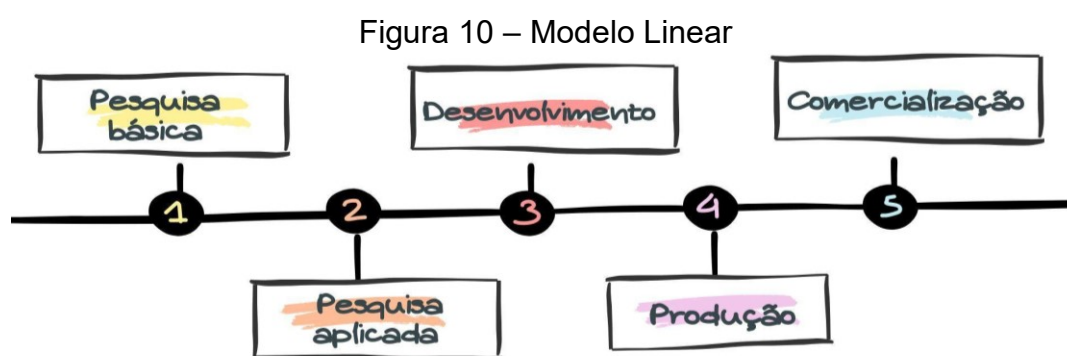 Figura 10 – Modelo Linear
Pesquisa
básica
Desenvolvimento
Comercialização
1
2
3
4
5
Pesquisa
aplicada
Produção